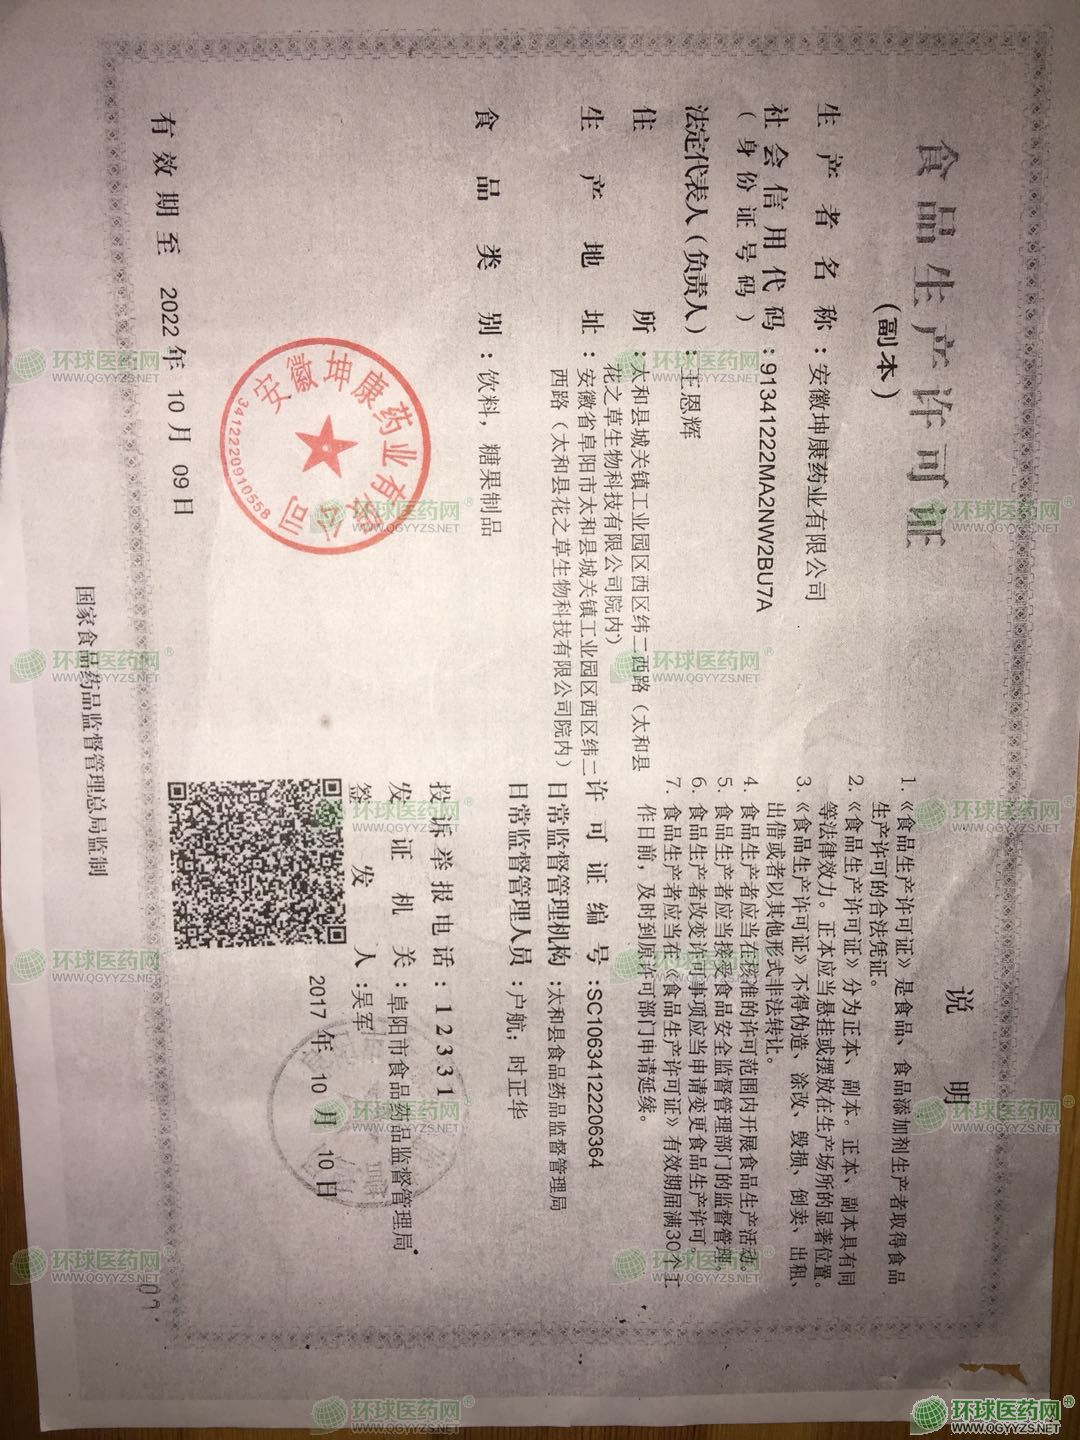 食品生产许可证
(副本)
生产者名称：安徽坤康药业有限公司
社会信用代码：91341222MA2NW2BU7A
(身份证号码)
法定代表人(负责人)：王恩辉
住所：太和县城关镇工业园区西区纬二西路（太和县
花之草生物科技有限公司院内）
生产地址：安徽省阜阳市太和县城关镇工业园区西区纬二
西路（太和县花之草生物科技有限公司院内）
食品类别：饮料，糖果制品
安徽坤康药业有限公司
3412220910558
有效期至 2022 年 10 月 09 日
说明
1.《食品生产许可证》是食品、食品添加剂生产者取得食品
生产许可的合法凭证。
2.《食品生产许可证》分为正本、副本。正本、副本具有同
等法律效力。正本应当悬挂或摆放在生产场所的显著位置。
3.《食品生产许可证》不得伪造、涂改、毁损、倒卖、出租、
出借或者以其他形式非法转让。
4. 食品生产者应当在核准的许可范围内开展食品生产活动。
5. 食品生产者应当接受食品安全监督管理部门的监督管理。
6. 食品生产者改变许可事项应当申请变更食品生产许可。
7. 食品生产者应当在《食品生产许可证》有效期届满30个工
作日前，及时到原许可部门申请延续。
许可证编号：SC10634122206364
日常监督管理机构：太和县食品药品监督管理局
日常监督管理人员：户航；时正华
投诉举报电话：12331
发证机关：阜阳市食品药品监督管理局
签发人：吴军
2017 年 10 月 10 日
国家食品药品监督管理总局监制
环球医药网
WWW.QGYYZS.NET